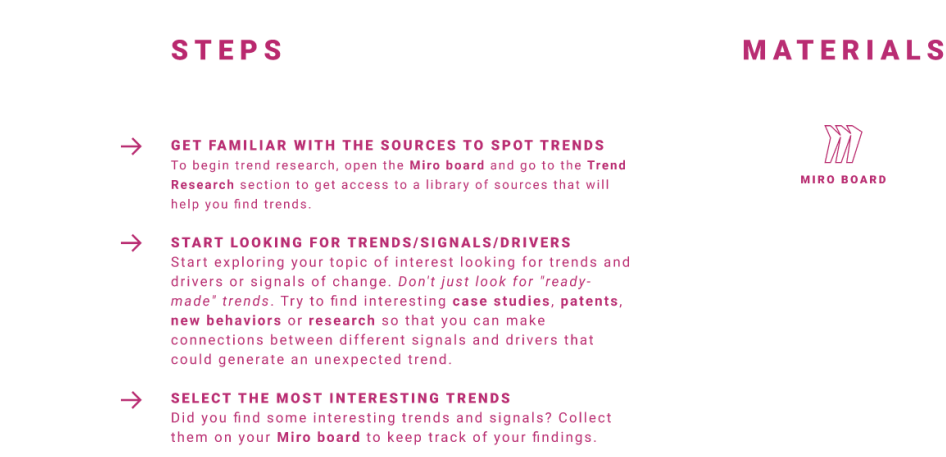 STEPS
MATERIALS
GET FAMILIAR WITH THE SOURCES TO SPOT TRENDS
To begin trend research, open the Miro board and go to the Trend
Research section to get access to a library of sources that will
help you find trends.
MIRO BOARD
START LOOKING FOR TRENDS/SIGNALS/DRIVERS
Start exploring your topic of interest looking for trends and
drivers or signals of change. Don't just look for "ready-
made" trends. Try to find interesting case studies, patents,
new behaviors or research so that you can make
connections between different signals and drivers that
could generate an unexpected trend.
SELECT THE MOST INTERESTING TRENDS
Did you find some interesting trends and signals? Collect
them on your Miro board to keep track of your findings.